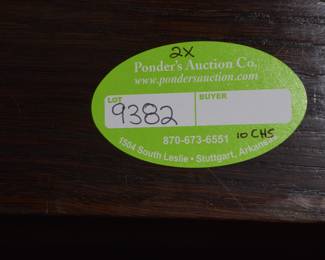 2X
Ponder's Auction Co.
www.pondersauction.com
LOT BUYER
9382
870-673-6551 10 CHS
1504 South Leslie • Stuttgart, Arkansas